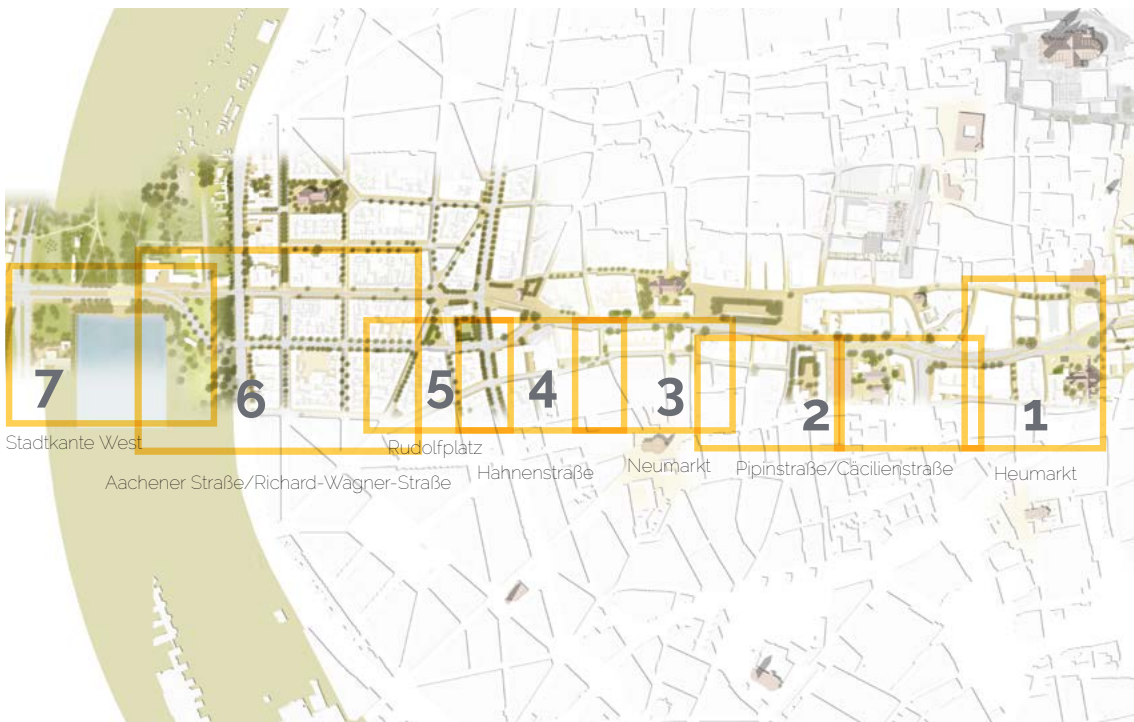 7
6
5
4
3
2
1
Stadtkante West
Aachener Straße/Richard-Wagner-Straße
Rudolfplatz
Hahnenstraße
Neumarkt
Pipinstraße/Cäcilienstraße
Heumarkt